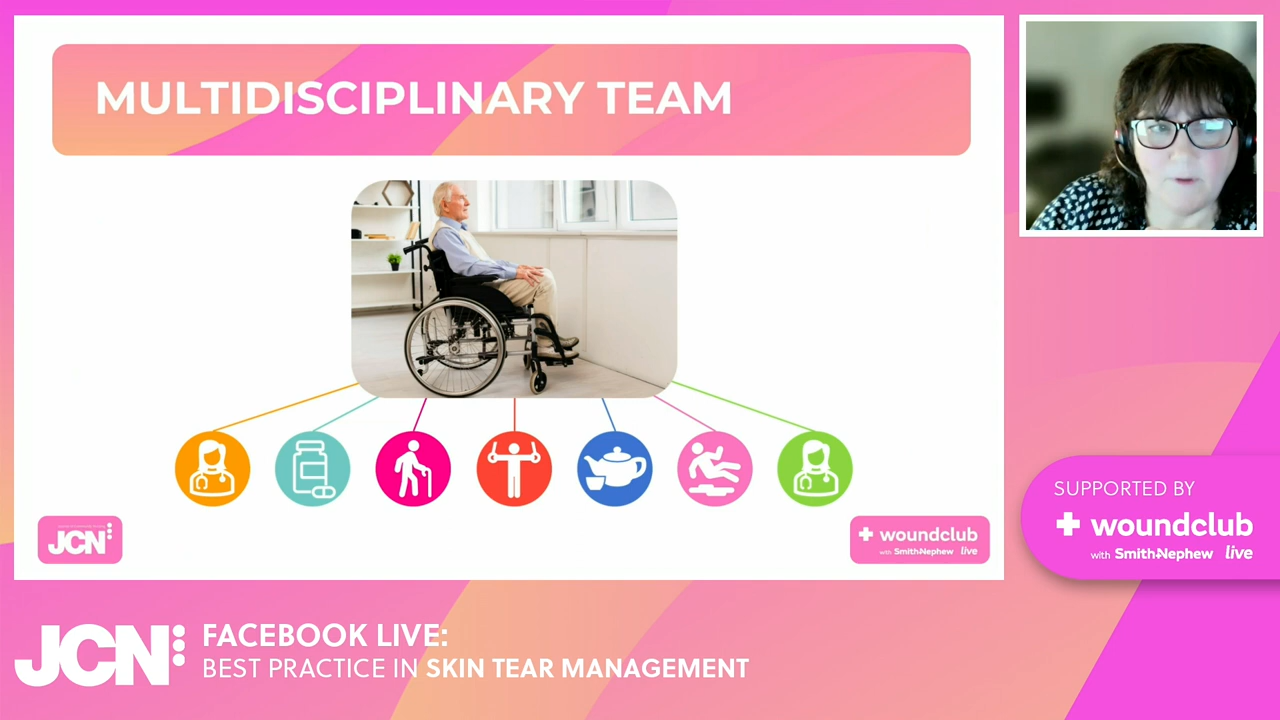 MULTIDISCIPLINARY TEAM
JCN
woundclub
with Smith+Nephew live
SUPPORTED BY
woundclub
with Smith+Nephew live
JCN
FACEBOOK LIVE:
BEST PRACTICE IN SKIN TEAR MANAGEMENT